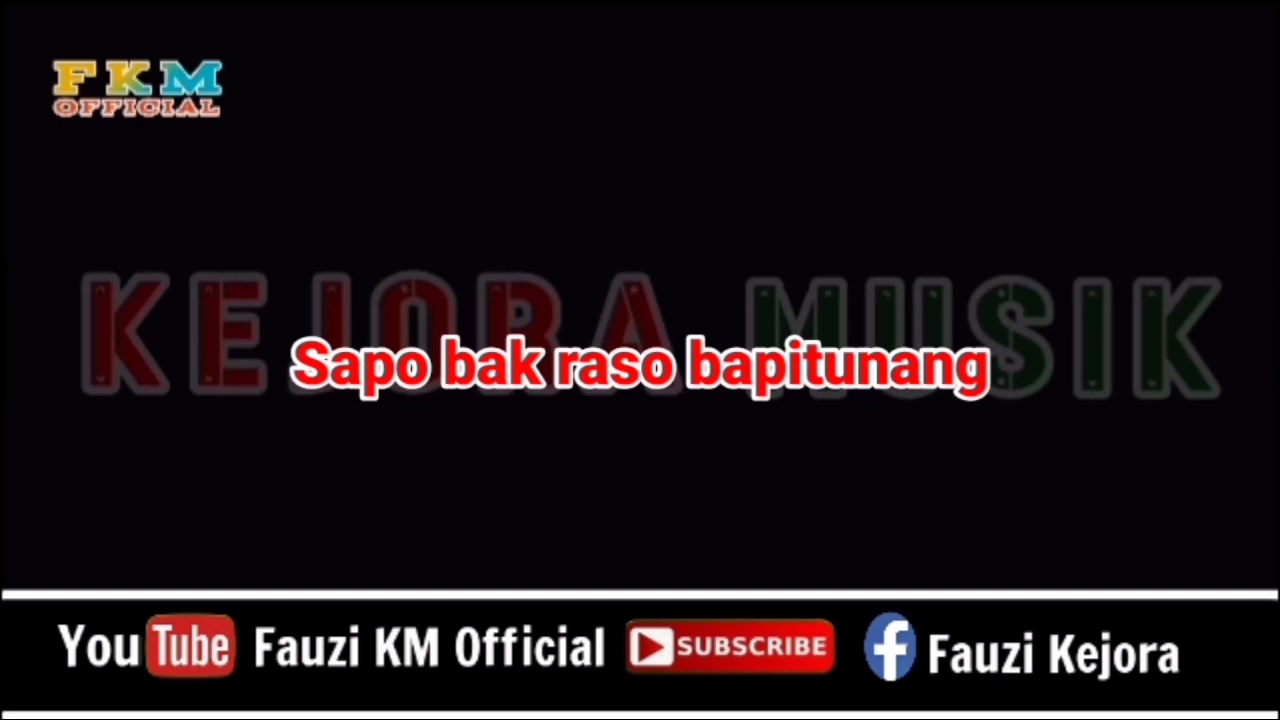 FKM
OFFICIAL
KEJORA MUSIK
Sapo bak raso bapitunang
YouTube Fauzi KM Official SUBSCRIBE f Fauzi Kejora